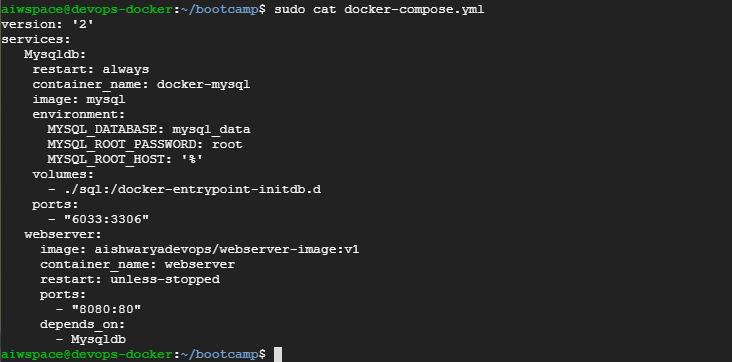 aiwspace@devops-docker:~/bootcamp$ sudo cat docker-compose.yml
version: '2'
services:
   Mysqldb:
    restart: always
    container_name: docker-mysql
    image: mysql
    environment:
      MYSQL_DATABASE: mysql_data
      MYSQL_ROOT_PASSWORD: root
      MYSQL_ROOT_HOST: '%'
    volumes:
      - ./sql:/docker-entrypoint-initdb.d
    ports:
      - "6033:3306"
   webserver:
     image: aishwaryadevops/webserver-image:v1
     container_name: webserver
     restart: unless-stopped
     ports:
       - "8080:80"
     depends_on:
       - Mysqldb
aiwspace@devops-docker:~/bootcamp$